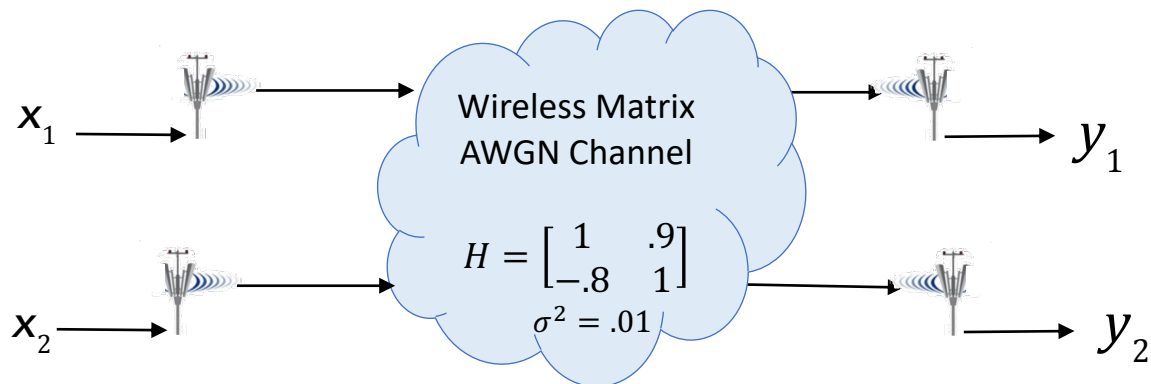 x₁
Wireless Matrix
AWGN Channel
y₁
H = [1 .9
-.8 1]
σ² = .01
x₂
y₂